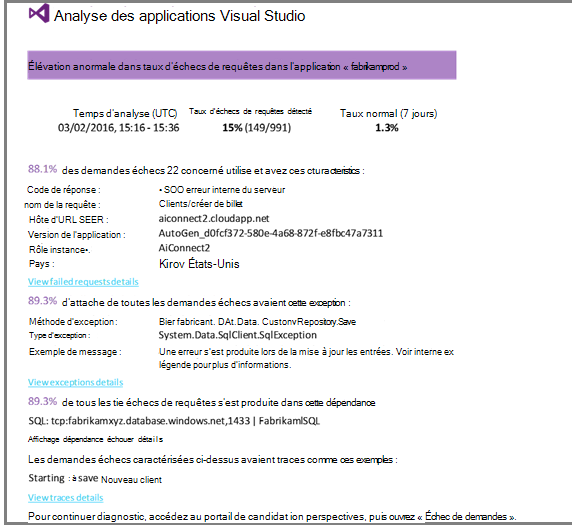 Analyse des applications Visual Studio
Élévation anormale dans taux d'échecs de requêtes dans l'application « fabrikamprod »
Temps d'analyse (UTC) Taux d'échecs de requêtes détecté Taux normal (7 jours)
03/02/2016, 15:16 - 15:36 15% (149/991) 1.3%
88.1% des demandes échecs 22 concerné utilise et avez ces cturacteristics :
Code de réponse : • SOO erreur interne du serveur
nom de la requête : Clients/créer de billet
Hôte d'URL SEER : aiconnect2.cloudapp.net
Version de l'application : AutoGen_d0fcf372-580e-4a68-872f-e8fbc47a7311
Rôle instance•. AiConnect2
Pays : Kirov États-Unis
View failed requests details
89.3% d'attache de toutes les demandes échecs avaient cette exception :
Méthode d'exception : Bier fabricant. DAt.Data. CustonvRepository.Save
Type d'exception : System.Data.SqlClient.SqlException
Exemple de message : Une erreur s'est produite lors de la mise à jour les entrées. Voir interne ex
légende pour plus d'informations.
View exceptions details
89.3% de tous les tie échecs de requêtes s'est produite dans cette dépendance
SQL: tcp:fabrikamxyz.database.windows.net,1433 | FabrikamlSQL
Affichage dépendance échouer détails
Les demandes échecs caractérisées ci-dessus avaient traces comme ces exemples :
Starting : à save Nouveau client
View traces details
Pour continuer diagnostic, accédez au portail de candidat ion perspectives, puis ouvrez « Échec de demandes ».